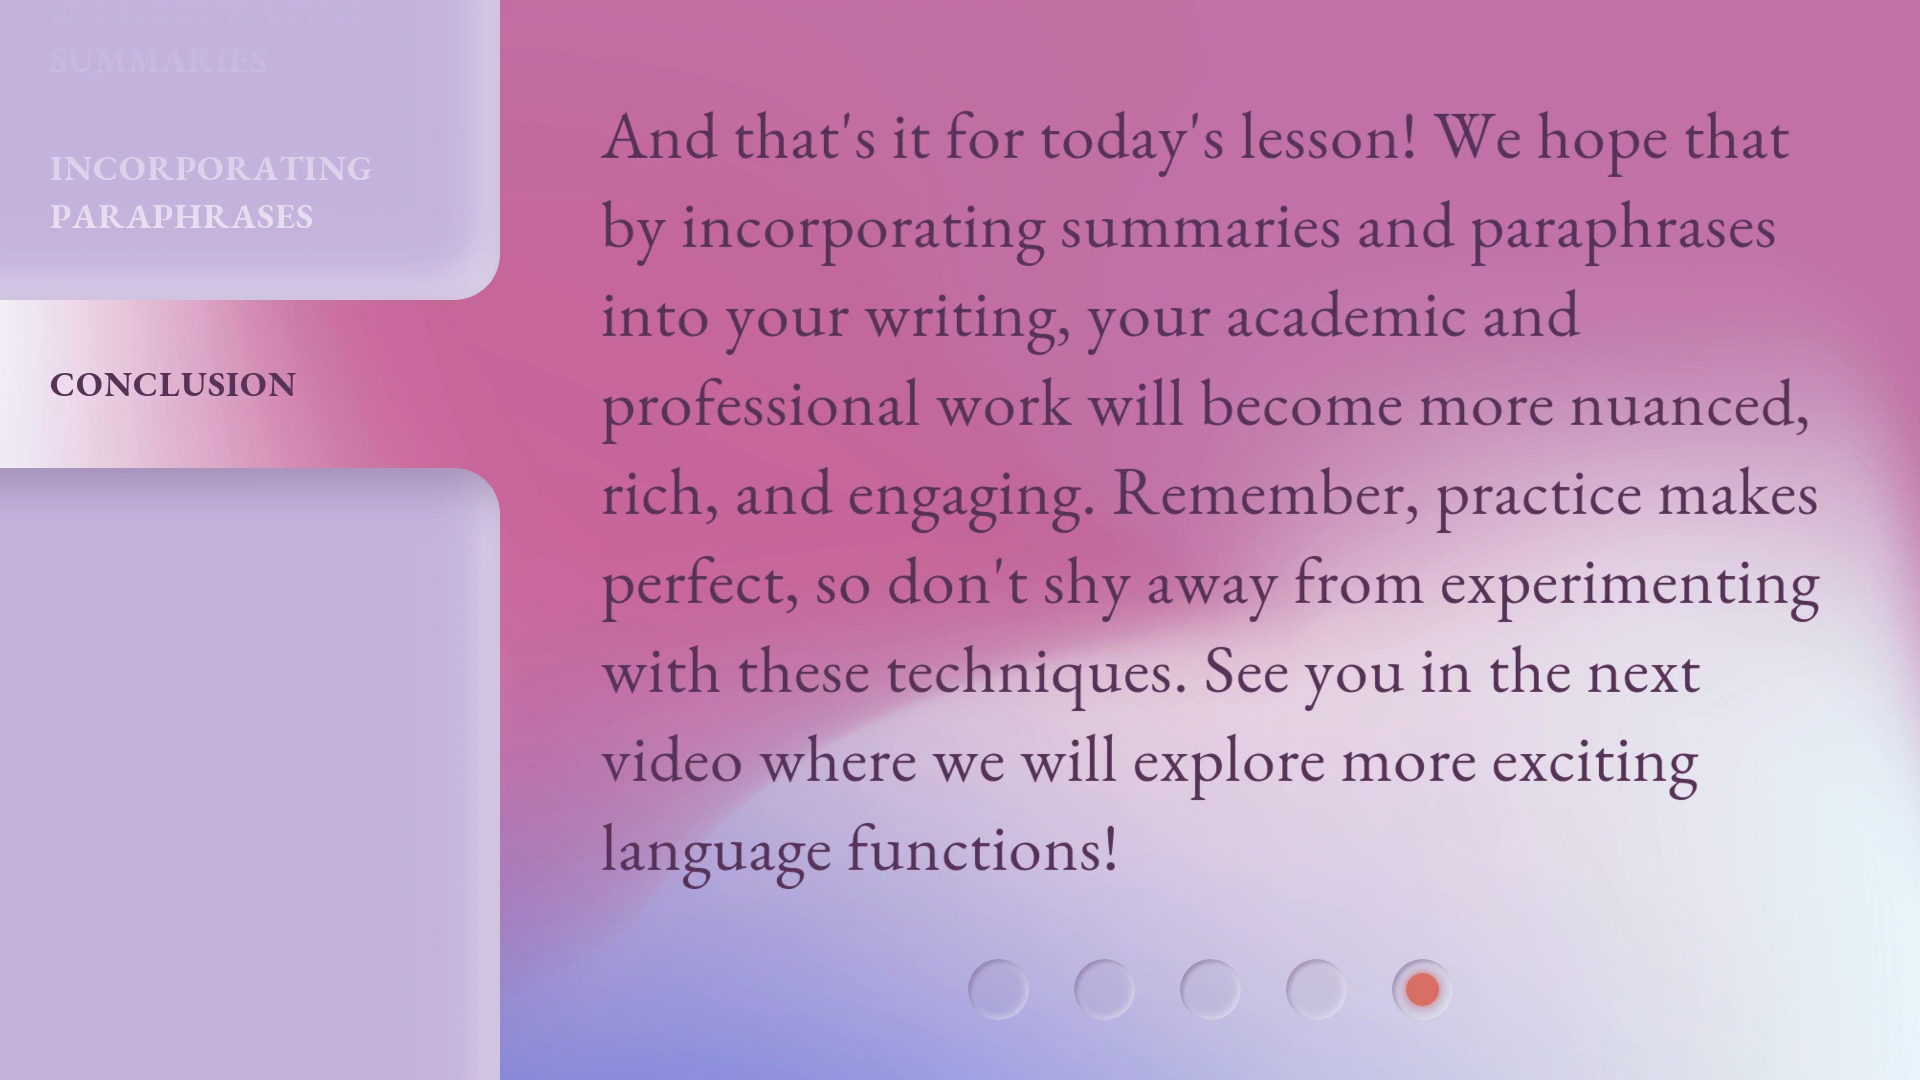 SUMMARIES
INCORPORATING
PARAPHRASES
CONCLUSION
And that's it for today's lesson! We hope that
by incorporating summaries and paraphrases
into your writing, your academic and
professional work will become more nuanced,
rich, and engaging. Remember, practice makes
perfect, so don't shy away from experimenting
with these techniques. See you in the next
video where we will explore more exciting
language functions!